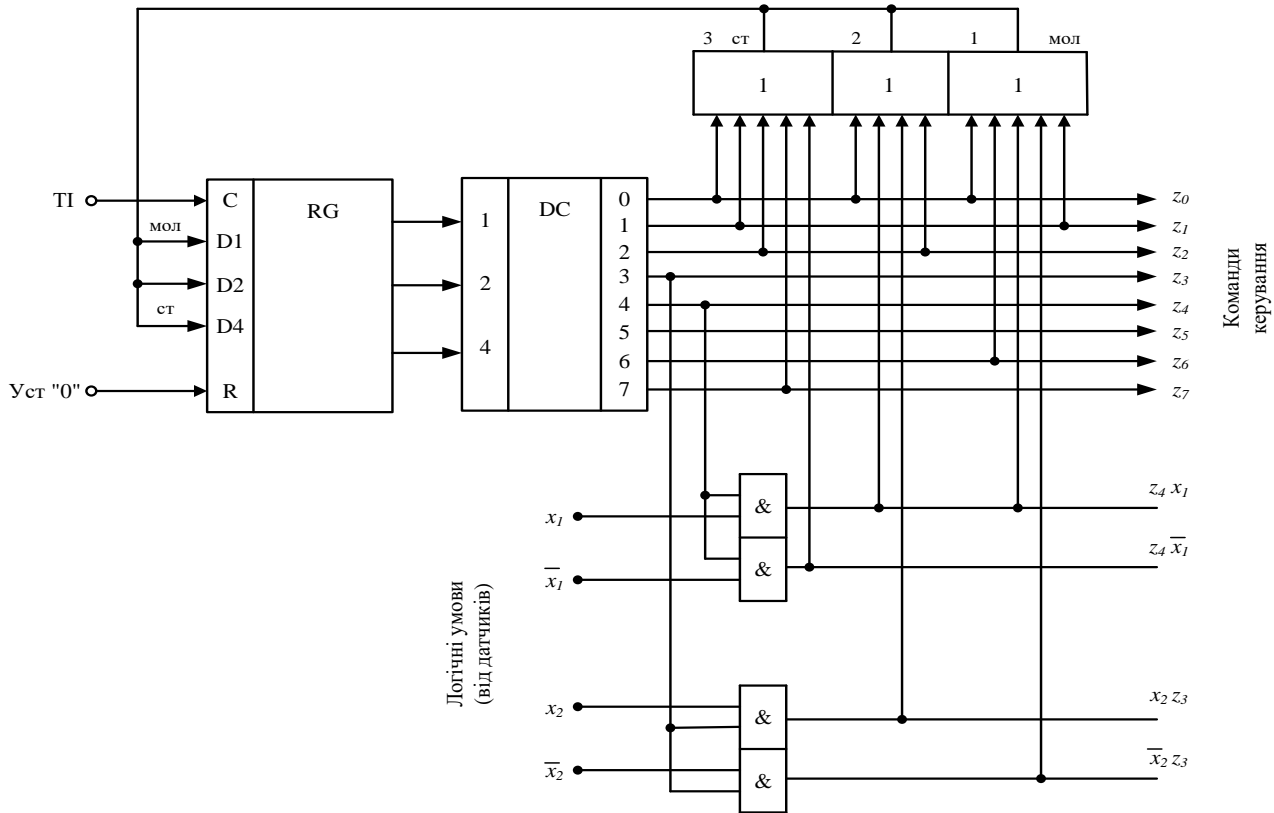 3 ст 2 1 мол
1 1 1
ТІ
мол
ст
Уст "0"
C
D1
D2
D4
R
RG
1
2
4
DC
0
1
2
3
4
5
6
7
z0
z1
z2
z3
z4
z5
z6
z7
Команди
керування
Логічні умови
(від датчиків)
x1
x̅1
&
&
z4 x1
z4 x̅1
x2
x̅2
&
&
x2 z3
x̅2 z3